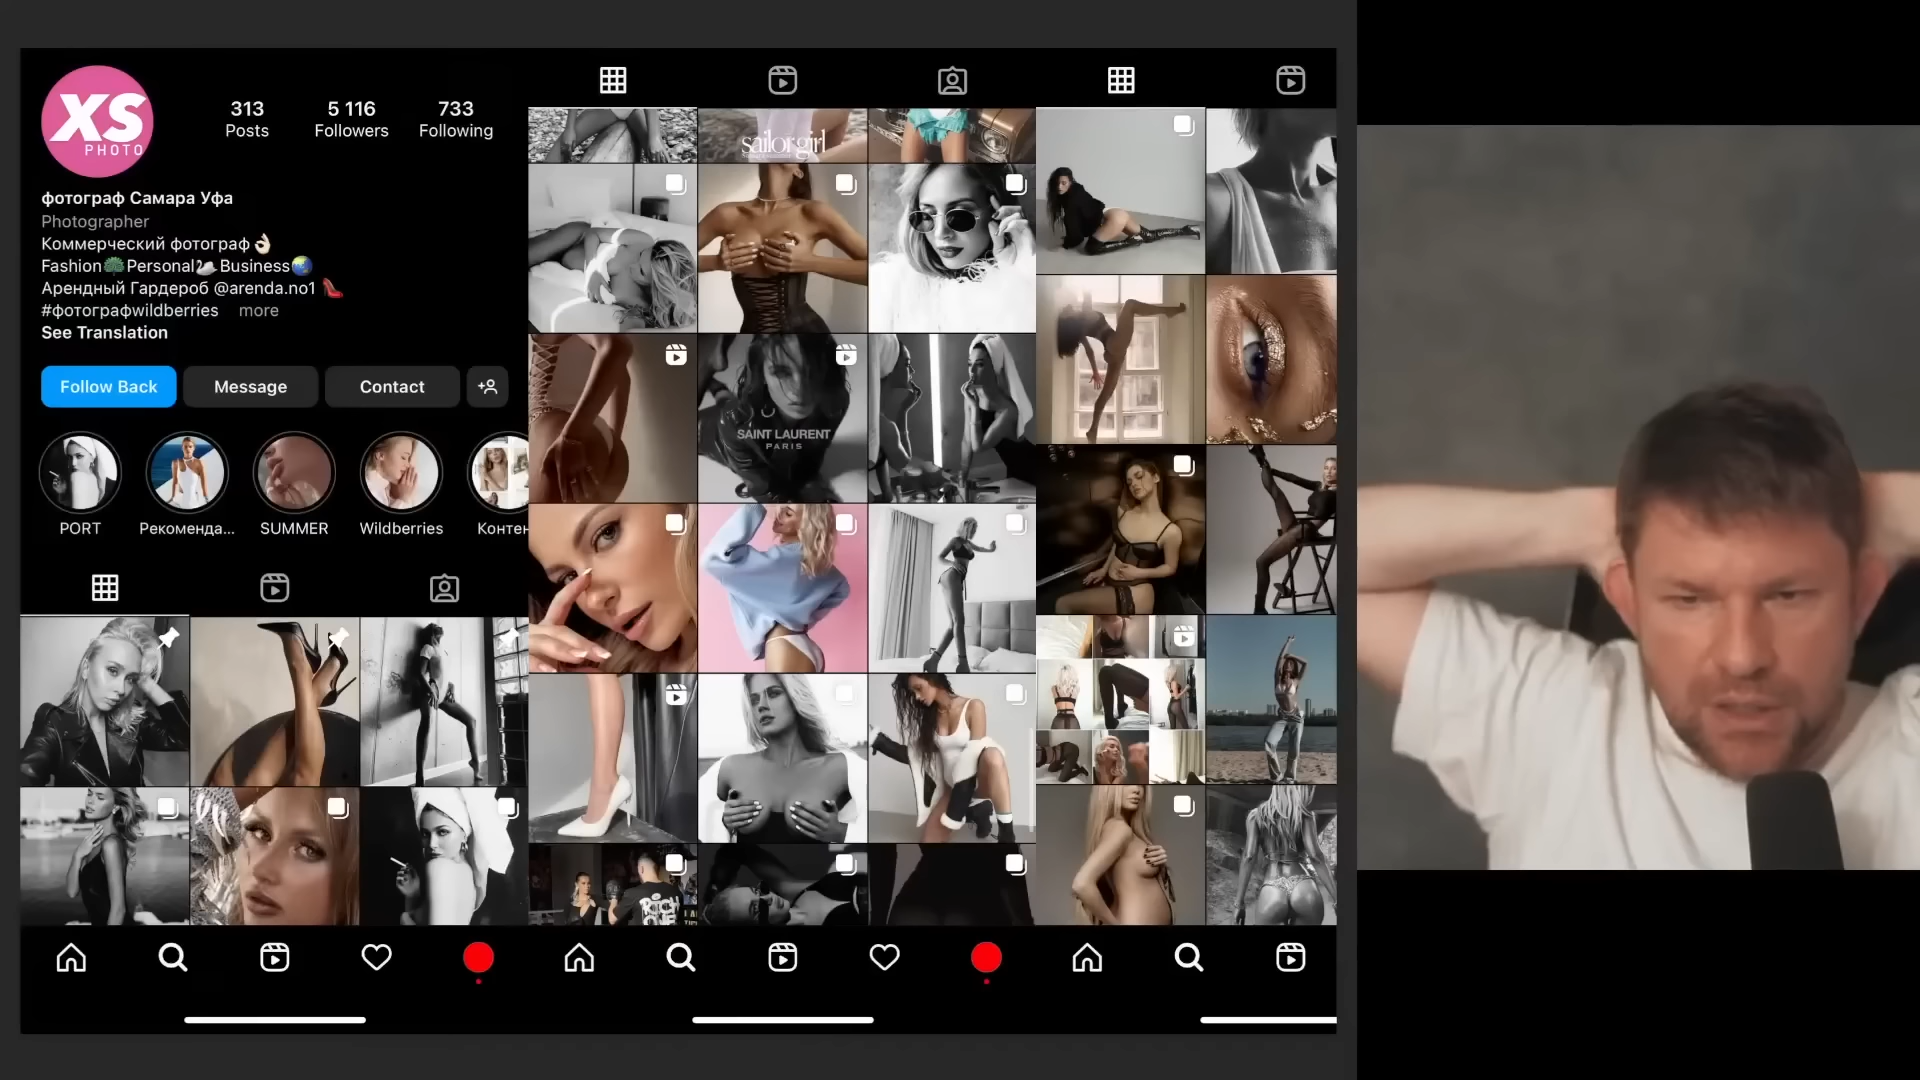 XS
PHOTO
313
Posts
5 116
Followers
733
Following
фотограф Самара Уфа
Photographer
Коммерческий фотограф👌🏻
Fashion🌳Personal🦢Business🌏
Арендный Гардероб @arenda.no1 👠
#фотографwildberries more
See Translation
Follow Back
Message
Contact
PORT
Рекоменда...
SUMMER
Wildberries
Контен
sailorgirl
SAINT LAURENT
PARIS
RICH